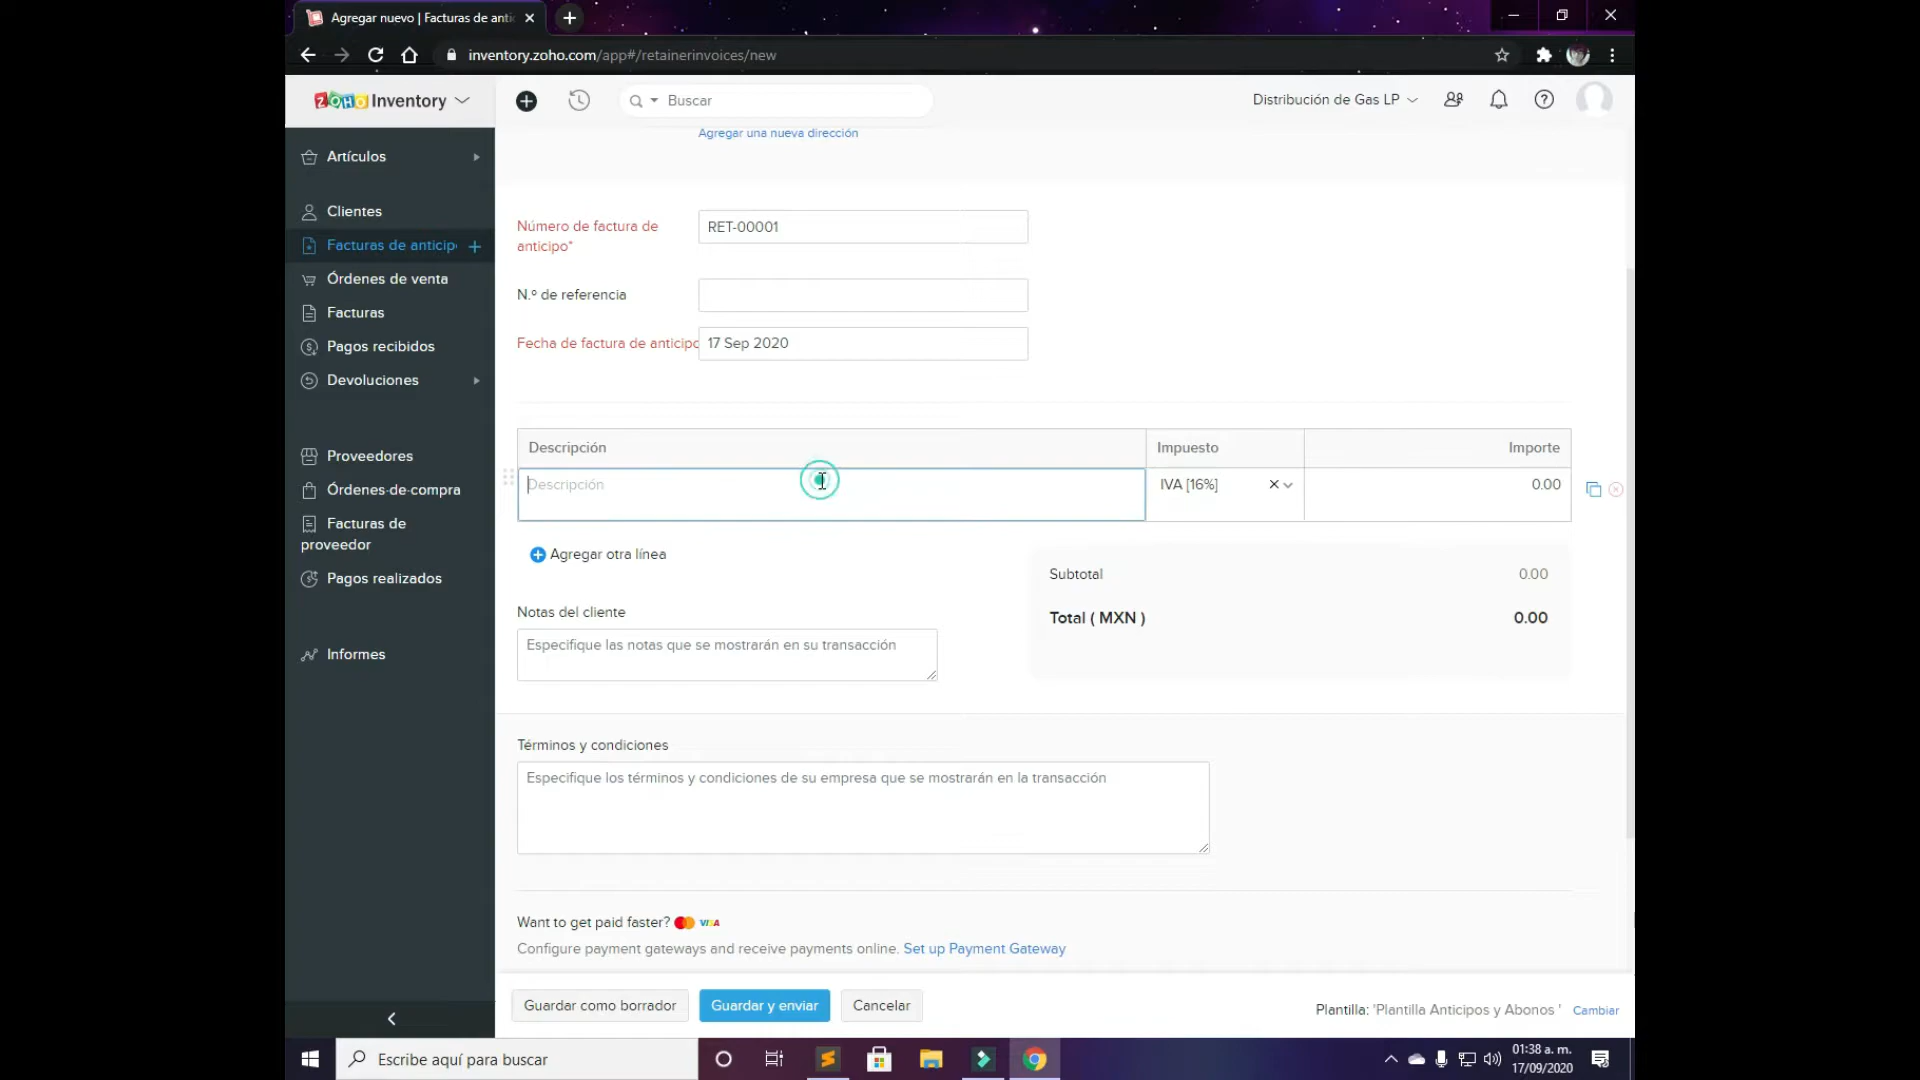 Agregar nuevo | Facturas de anti
inventory.zoho.com/app#/retainerinvoices/new
ZOHO Inventory
Buscar
Distribución de Gas LP
Agregar una nueva dirección
Artículos
Clientes
Facturas de anticip
Órdenes de venta
Facturas
Pagos recibidos
Devoluciones
Proveedores
Órdenes de compra
Facturas de
proveedor
Pagos realizados
Informes
Número de factura de
anticipo*
RET-00001
N.º de referencia
Fecha de factura de anticipo
17 Sep 2020
Descripción
Impuesto
Importe
Descripción
IVA [16%]
0.00
Agregar otra línea
Subtotal
0.00
Total ( MXN )
0.00
Notas del cliente
Especifique las notas que se mostrarán en su transacción
Términos y condiciones
Especifique los términos y condiciones de su empresa que se mostrarán en la transacción
Want to get paid faster?
VISA
Configure payment gateways and receive payments online. Set up Payment Gateway
Guardar como borrador
Guardar y enviar
Cancelar
Plantilla: 'Plantilla Anticipos y Abonos ' Cambiar
Escribe aquí para buscar
01:38 a. m.
17/09/2020